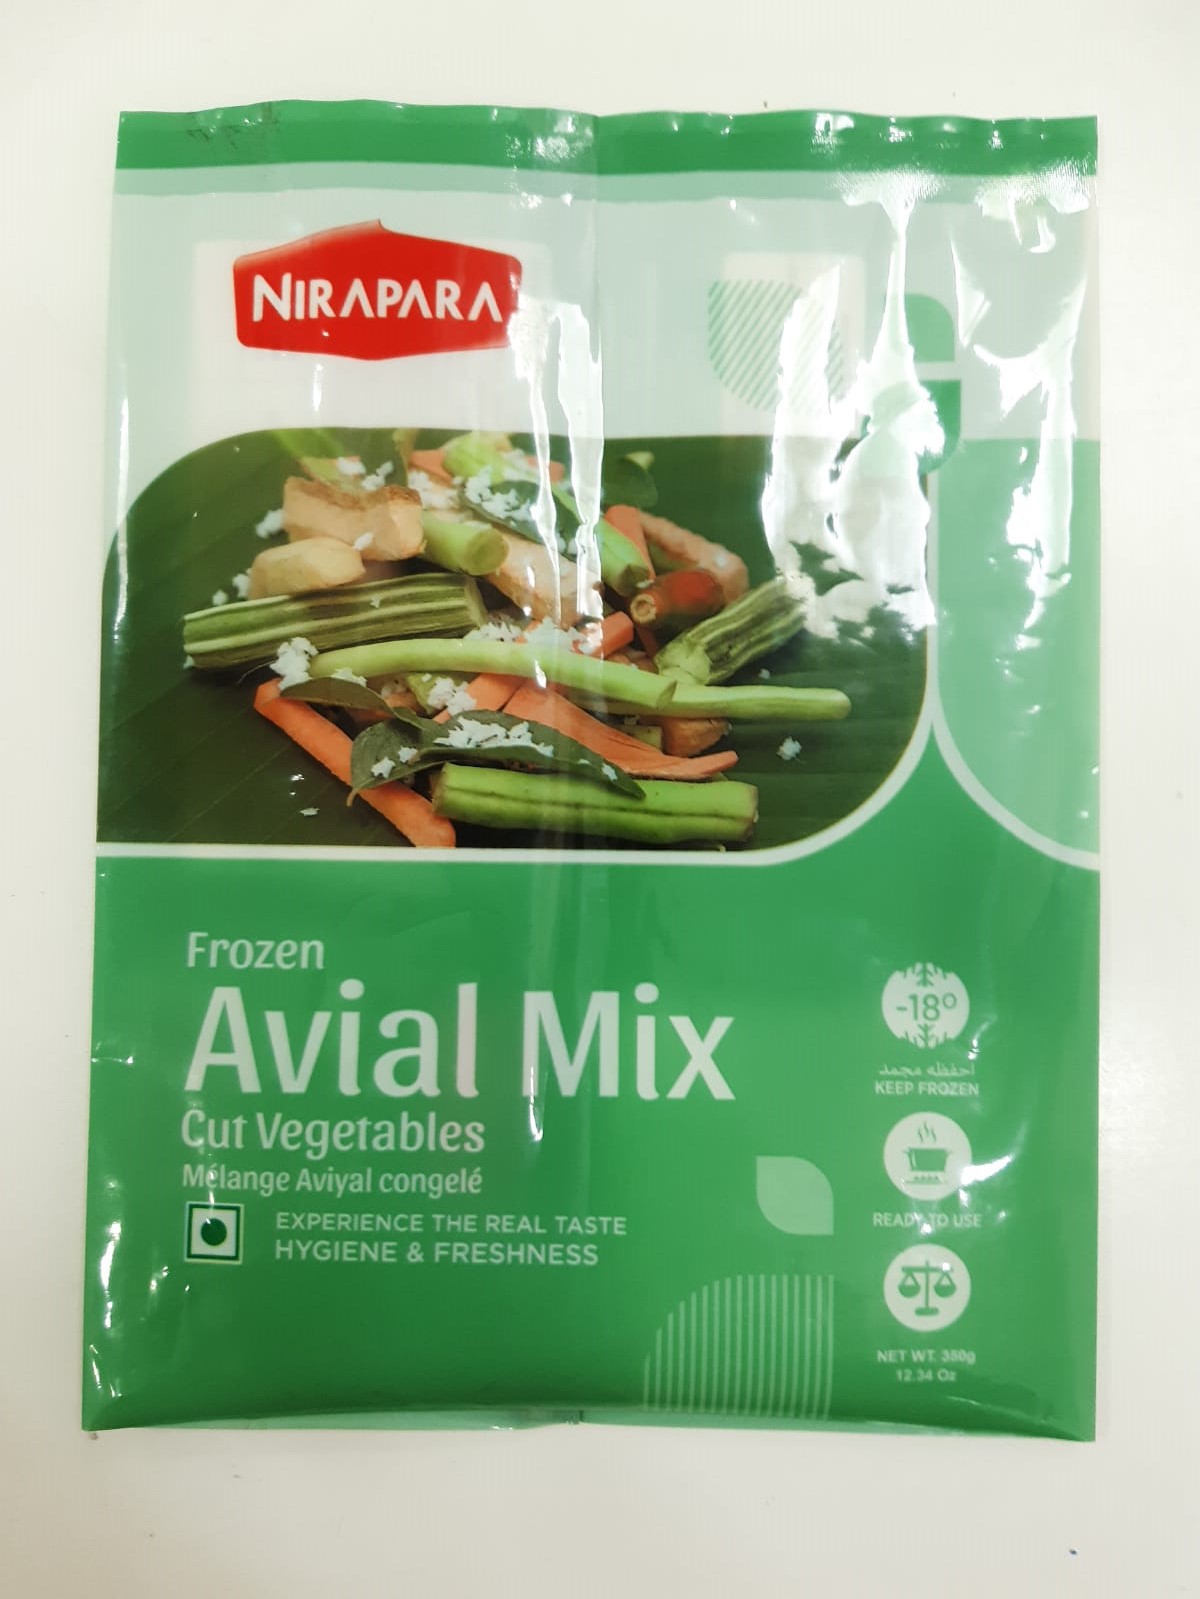 NIRAPARA
Frozen
Avial Mix
Cut Vegetables
Mélange Aviyal congelé
EXPERIENCE THE REAL TASTE
HYGIENE & FRESHNESS
-18º
احفظه مجمد
KEEP FROZEN
READY TO USE
NET WT. 350g
12.34 Oz